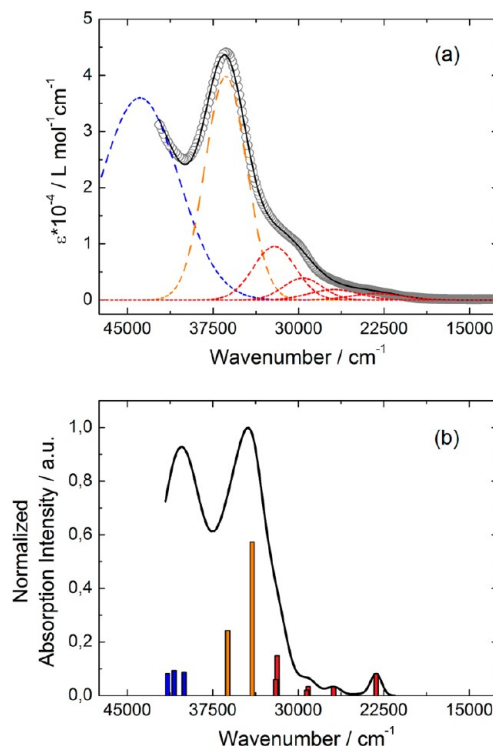 (a)
5
4
3
2
1
0
ε*10⁻⁴ / L mol⁻¹cm⁻¹
45000 37500 30000 22500 15000
Wavenumber / cm⁻¹
(b)
1,0
0,8
0,6
0,4
0,2
0,0
Normalized
Absorption Intensity / a.u.
45000 37500 30000 22500 15000
Wavenumber / cm⁻¹